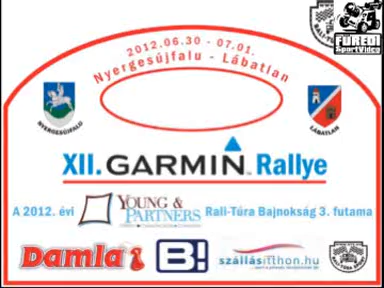 FÜREDI
SportVideo
2012.06.30 - 07.01.
Nyergesújfalu - Lábatlan
NYERGESÚJFALU
LÁBATLAN
XII. GARMIN Rallye
A 2012. évi YOUNG & PARTNERS Rali-Túra Bajnokság 3. futama
Damla B! szállásitthon.hu